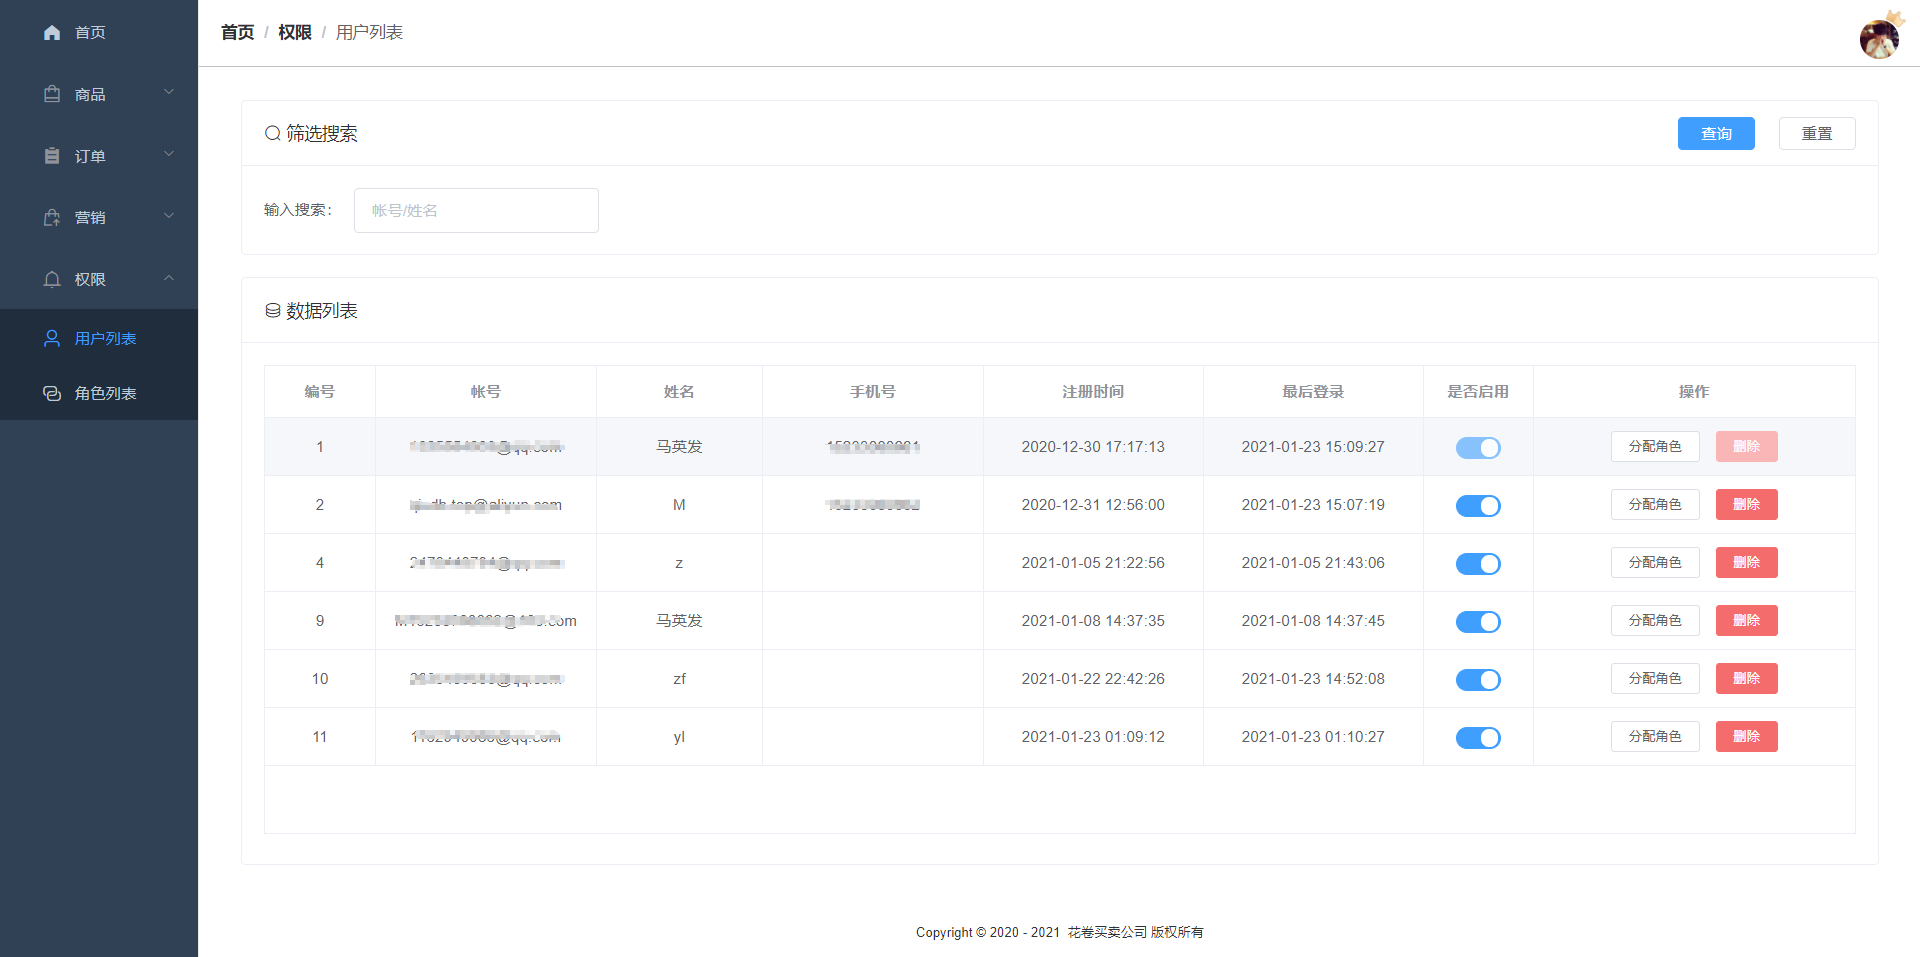 首页
商品
订单
营销
权限
用户列表
角色列表
首页 / 权限 / 用户列表
筛选搜索 查询 重置
输入搜索： 帐号/姓名
数据列表
编号 帐号 姓名 手机号 注册时间 最后登录 是否启用 操作
1 马英发 2020-12-30 17:17:13 2021-01-23 15:09:27 分配角色 删除
2 M 2020-12-31 12:56:00 2021-01-23 15:07:19 分配角色 删除
4 z 2021-01-05 21:22:56 2021-01-05 21:43:06 分配角色 删除
9 马英发 2021-01-08 14:37:35 2021-01-08 14:37:45 分配角色 删除
10 zf 2021-01-22 22:42:26 2021-01-23 14:52:08 分配角色 删除
11 yl 2021-01-23 01:09:12 2021-01-23 01:10:27 分配角色 删除
Copyright © 2020 - 2021 花卷买卖公司 版权所有